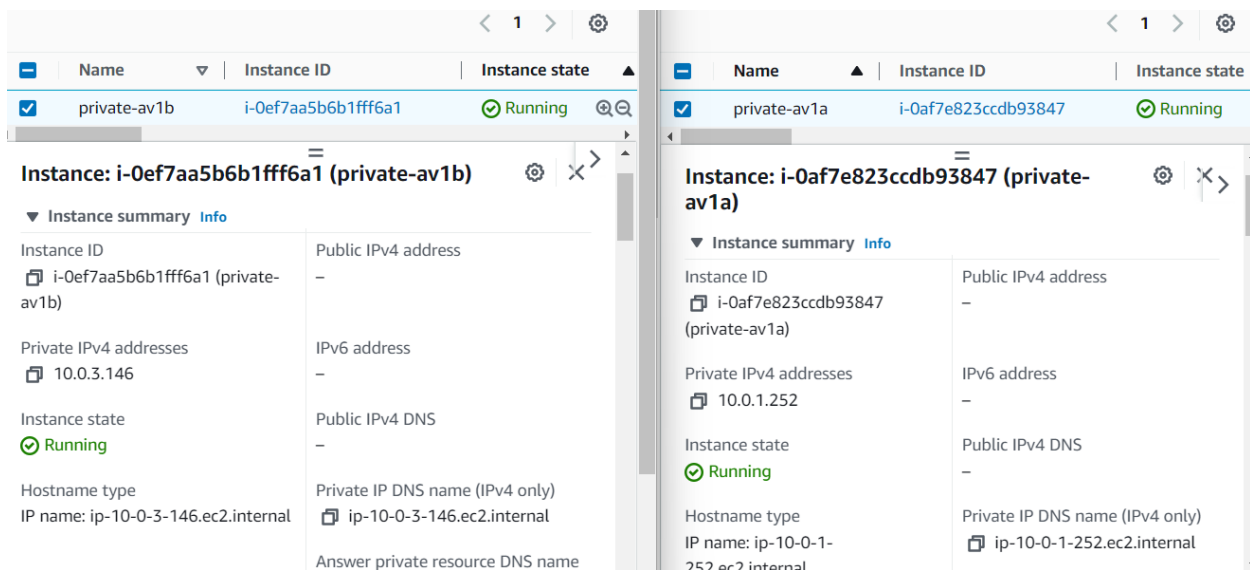 1
Name Instance ID Instance state
private-av1b i-0ef7aa5b6b1fff6a1 Running
Instance: i-0ef7aa5b6b1fff6a1 (private-av1b)
Instance summary Info
Instance ID
i-0ef7aa5b6b1fff6a1 (private-
av1b)
Public IPv4 address
–
Private IPv4 addresses
10.0.3.146
IPv6 address
–
Instance state
Running
Public IPv4 DNS
–
Hostname type
IP name: ip-10-0-3-146.ec2.internal
Private IP DNS name (IPv4 only)
ip-10-0-3-146.ec2.internal
Answer private resource DNS name
1
Name Instance ID Instance state
private-av1a i-0af7e823ccdb93847 Running
Instance: i-0af7e823ccdb93847 (private-
av1a)
Instance summary Info
Instance ID
i-0af7e823ccdb93847
(private-av1a)
Public IPv4 address
–
Private IPv4 addresses
10.0.1.252
IPv6 address
–
Instance state
Running
Public IPv4 DNS
–
Hostname type
IP name: ip-10-0-1-
252.ec2.internal
Private IP DNS name (IPv4 only)
ip-10-0-1-252.ec2.internal